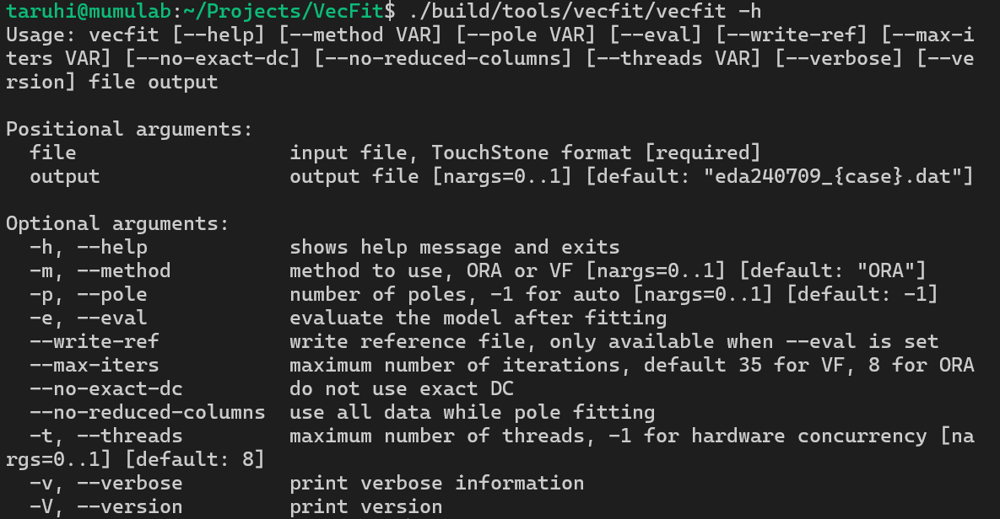 taruhi@mumulab:~/Projects/VecFit$ ./build/tools/vecfit/vecfit -h
Usage: vecfit [--help] [--method VAR] [--pole VAR] [--eval] [--write-ref] [--max-i
ters VAR] [--no-exact-dc] [--no-reduced-columns] [--threads VAR] [--verbose] [--ve
rsion] file output

Positional arguments:
  file                  input file, TouchStone format [required]
  output                output file [nargs=0..1] [default: "eda240709_{case}.dat"]

Optional arguments:
  -h, --help            shows help message and exits
  -m, --method          method to use, ORA or VF [nargs=0..1] [default: "ORA"]
  -p, --pole            number of poles, -1 for auto [nargs=0..1] [default: -1]
  -e, --eval            evaluate the model after fitting
  --write-ref           write reference file, only available when --eval is set
  --max-iters           maximum number of iterations, default 35 for VF, 8 for ORA
  --no-exact-dc         do not use exact DC
  --no-reduced-columns  use all data while pole fitting
  -t, --threads         maximum number of threads, -1 for hardware concurrency [na
rgs=0..1] [default: 8]
  -v, --verbose         print verbose information
  -V, --version         print version